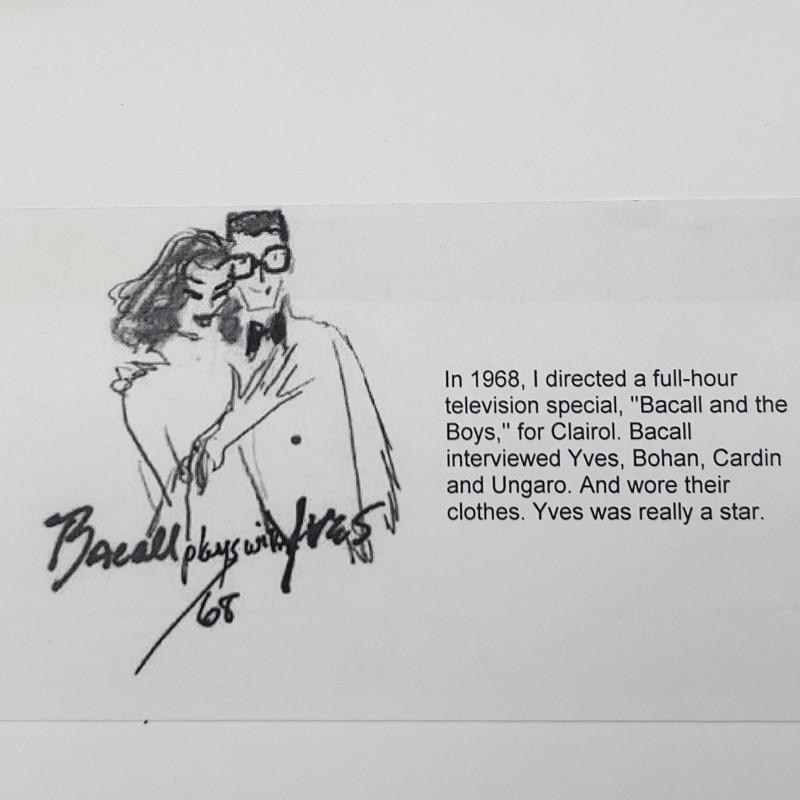 Bacall plays with Yves
/68
In 1968, I directed a full-hour
television special, "Bacall and the
Boys," for Clairol. Bacall
interviewed Yves, Bohan, Cardin
and Ungaro. And wore their
clothes. Yves was really a star.